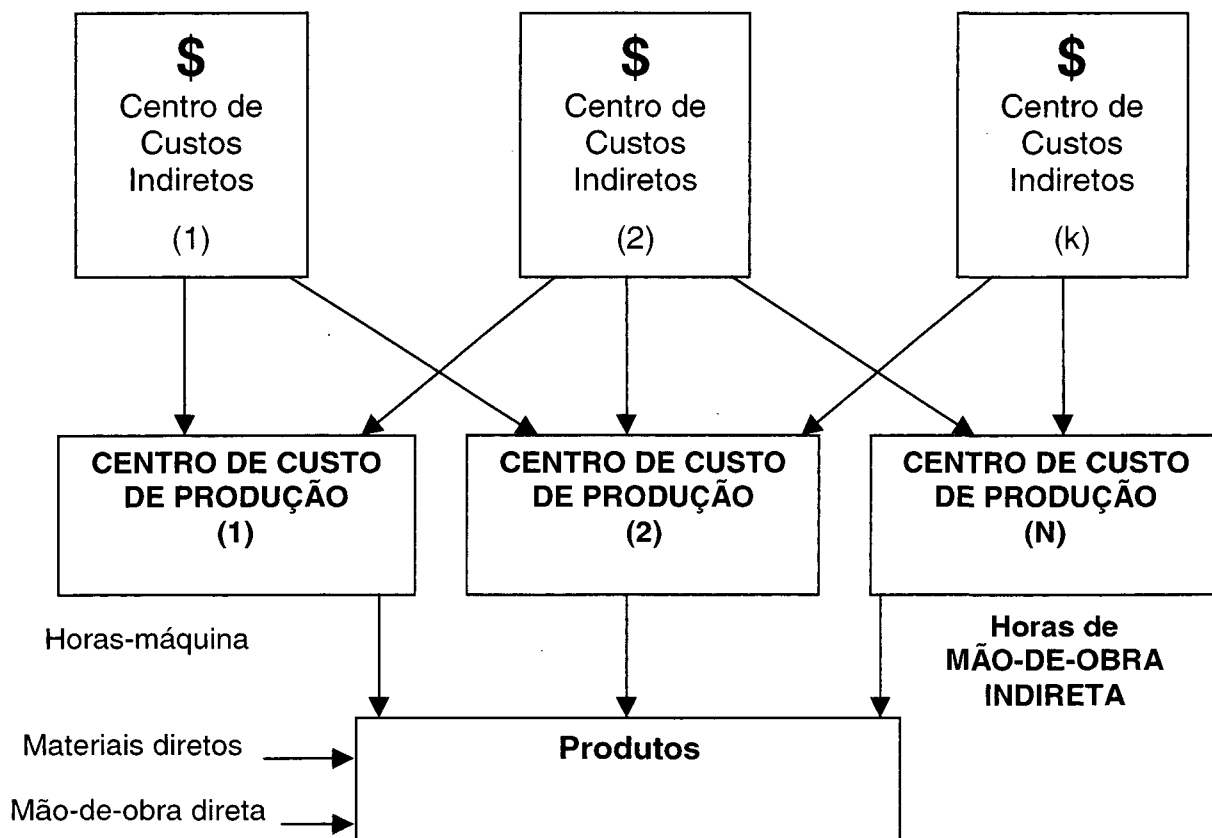 $
Centro de
Custos
Indiretos
(1)
$
Centro de
Custos
Indiretos
(2)
$
Centro de
Custos
Indiretos
(k)
CENTRO DE CUSTO
DE PRODUÇÃO
(1)
CENTRO DE CUSTO
DE PRODUÇÃO
(2)
CENTRO DE CUSTO
DE PRODUÇÃO
(N)
Horas-máquina
Horas de
MÃO-DE-OBRA
INDIRETA
Materiais diretos
Produtos
Mão-de-obra direta